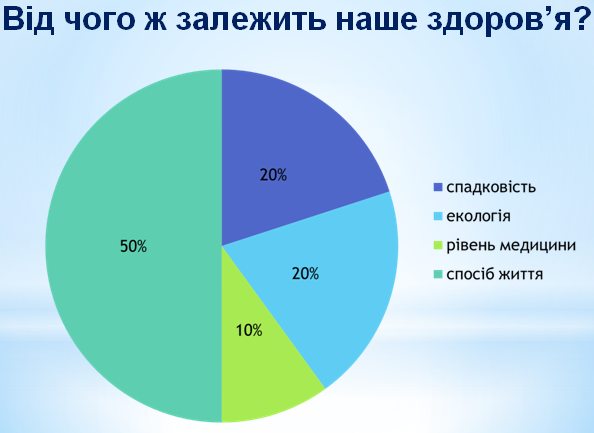 Від чого ж залежить наше здоров’я?
20%
20%
10%
50%
спадковість
екологія
рівень медицини
спосіб життя